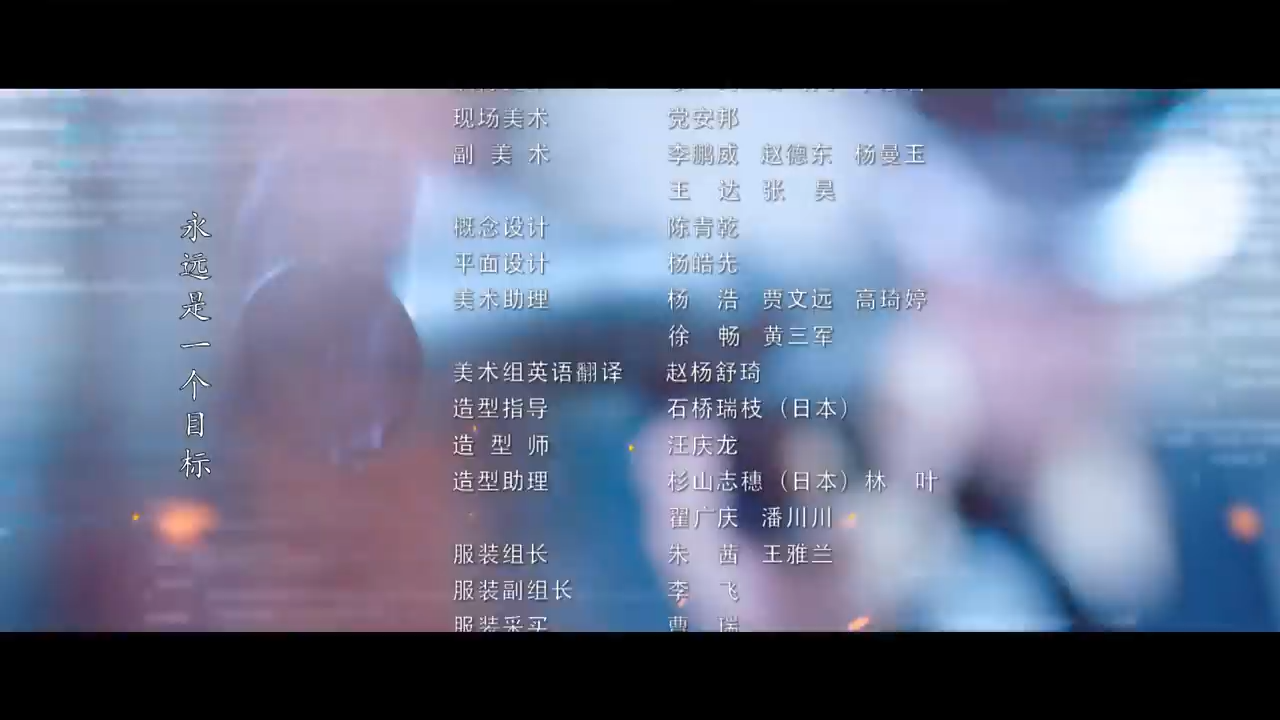 永远是一个目标
现场美术 党安邦
副美术 李鹏威 赵德东 杨曼玉
王达 张昊
概念设计 陈青乾
平面设计 杨皓先
美术助理 杨浩 贾文远 高琦婷
徐畅 黄三军
美术组英语翻译 赵杨舒琦
造型指导 石桥瑞枝（日本）
造型师 汪庆龙
造型助理 杉山志穗（日本）林叶
翟广庆 潘川川
服装组长 朱茜 王雅兰
服装副组长 李飞
服装采买 曹瑞